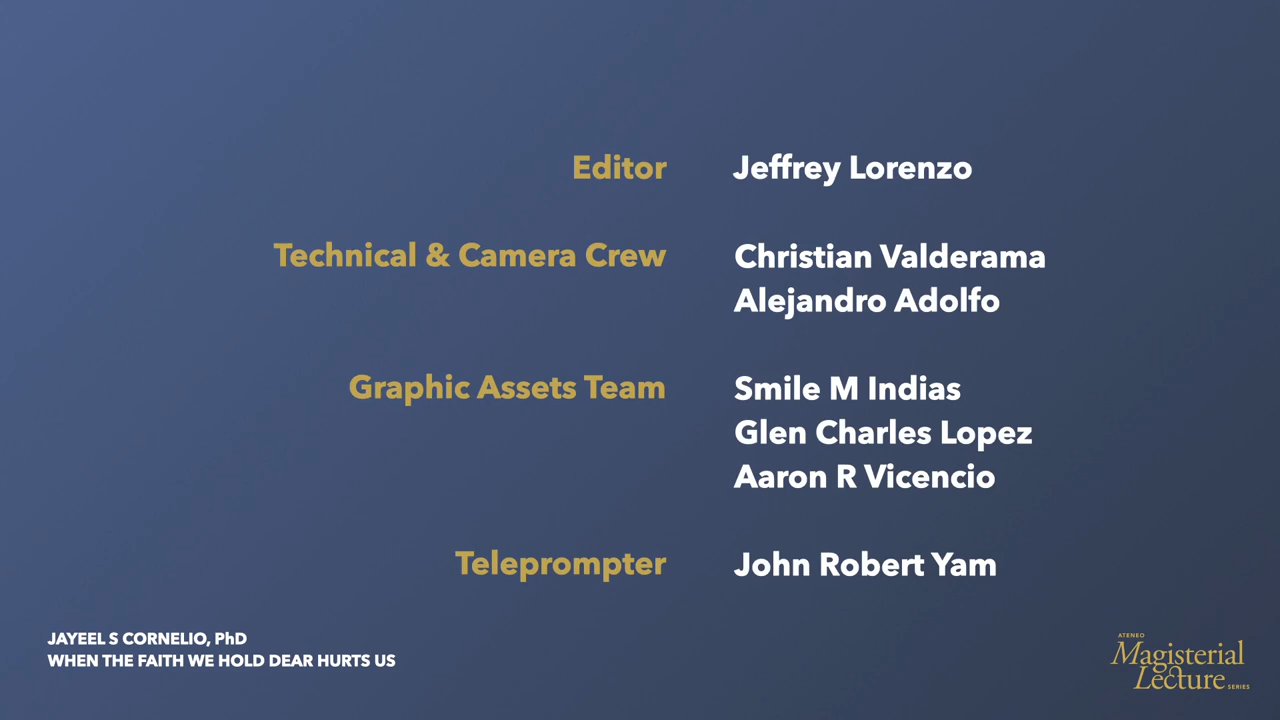 Editor Jeffrey Lorenzo
Technical & Camera Crew Christian Valderama
Alejandro Adolfo
Graphic Assets Team Smile M Indias
Glen Charles Lopez
Aaron R Vicencio
Teleprompter John Robert Yam
JAYEEL S CORNELIO, PhD
WHEN THE FAITH WE HOLD DEAR HURTS US
ATENEO
Magisterial
Lecture SERIES